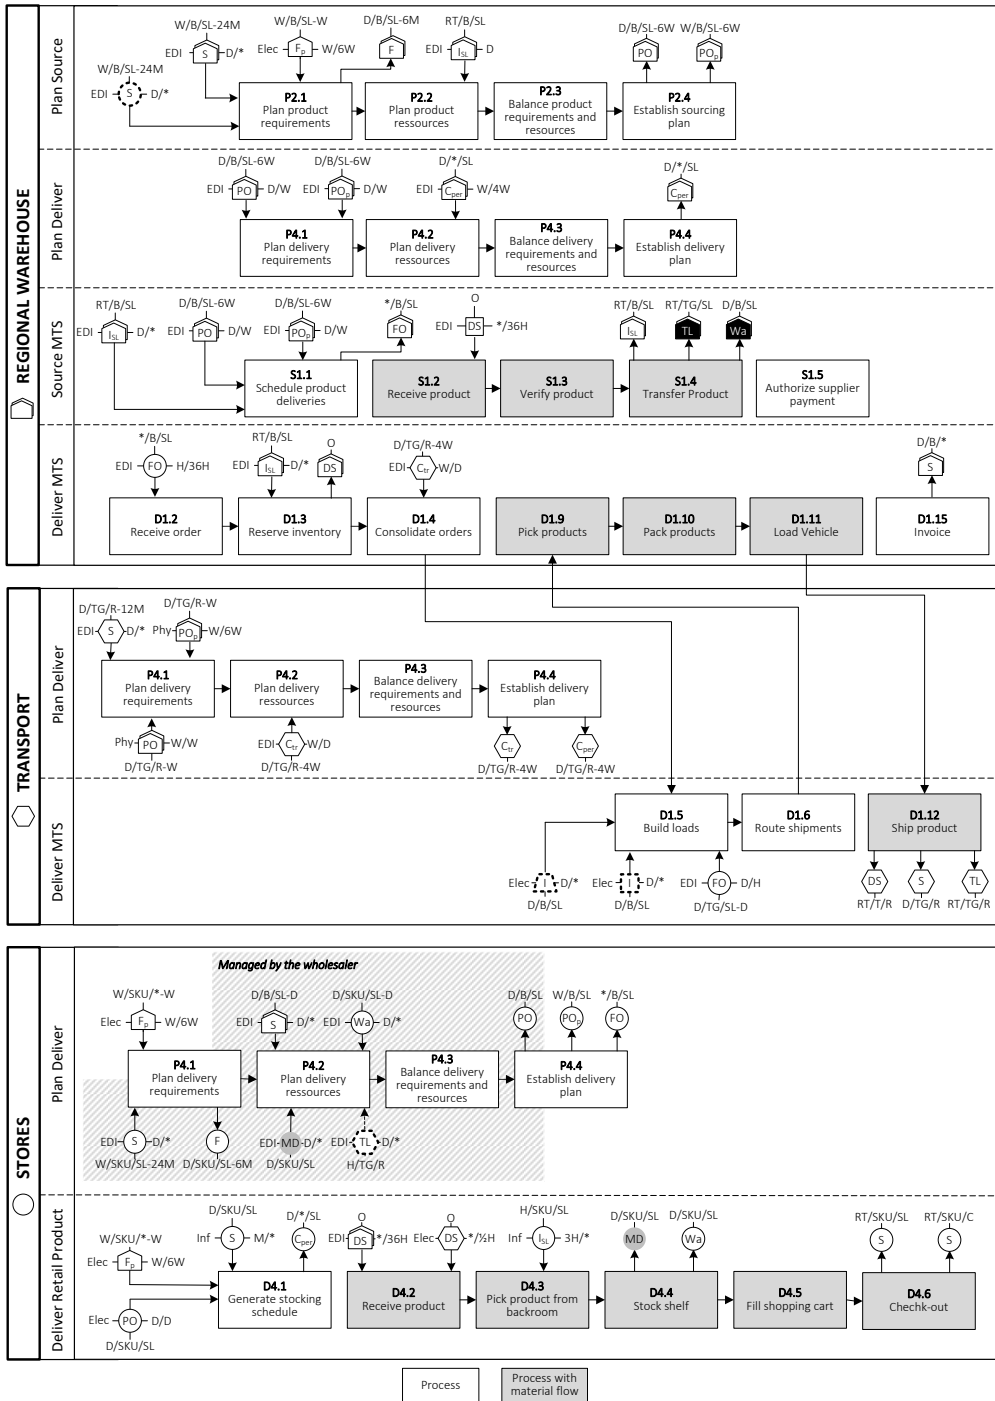 REGIONAL WAREHOUSE
Plan Source
W/B/SL-24M
EDI S D/*
W/B/SL-24M
EDI S D/*
W/B/SL-W
Elec Fp W/6W
D/B/SL-6M
F
RT/B/SL
EDI ISL D
D/B/SL-6W
PO
W/B/SL-6W
POp
P2.1
Plan product
requirements
P2.2
Plan product
ressources
P2.3
Balance product
requirements and
resources
P2.4
Establish sourcing
plan
Plan Deliver
D/B/SL-6W
EDI PO D/W
D/B/SL-6W
EDI POp D/W
D/*/SL
EDI Cper W/4W
D/*/SL
Cper
P4.1
Plan delivery
requirements
P4.2
Plan delivery
ressources
P4.3
Balance delivery
requirements and
resources
P4.4
Establish delivery
plan
Source MTS
RT/B/SL
EDI ISL D/*
D/B/SL-6W
EDI PO D/W
D/B/SL-6W
EDI POp D/W
*/B/SL
FO
O
EDI DS */36H
RT/B/SL
ISL
RT/TG/SL
TL
D/B/SL
Wa
S1.1
Schedule product
deliveries
S1.2
Receive product
S1.3
Verify product
S1.4
Transfer Product
S1.5
Authorize supplier
payment
Deliver MTS
*/B/SL
EDI FO H/36H
RT/B/SL
EDI ISL D/*
O
DS
D/TG/R-4W
EDI Ctr W/D
D/B/*
S
D1.2
Receive order
D1.3
Reserve inventory
D1.4
Consolidate orders
D1.9
Pick products
D1.10
Pack products
D1.11
Load Vehicle
D1.15
Invoice
TRANSPORT
Plan Deliver
D/TG/R-12M
EDI S D/*
D/TG/R-W
Phy POp W/6W
P4.1
Plan delivery
requirements
P4.2
Plan delivery
ressources
P4.3
Balance delivery
requirements and
resources
P4.4
Establish delivery
plan
Phy PO W/W
D/TG/R-W
EDI Ctr W/D
D/TG/R-4W
Ctr
D/TG/R-4W
Cper
D/TG/R-4W
Deliver MTS
D1.5
Build loads
D1.6
Route shipments
D1.12
Ship product
Elec I D/*
D/B/SL
Elec I D/*
D/B/SL
EDI FO D/H
D/TG/SL-D
DS
RT/T/R
S
D/TG/R
TL
RT/TG/R
STORES
Plan Deliver
Managed by the wholesaler
W/SKU/*-W
Elec Fp W/6W
D/B/SL-D
EDI S D/*
D/SKU/SL-D
EDI Wa D/*
D/B/SL
PO
W/B/SL
POp
*/B/SL
FO
P4.1
Plan delivery
requirements
P4.2
Plan delivery
ressources
P4.3
Balance delivery
requirements and
resources
P4.4
Establish delivery
plan
EDI S D/*
W/SKU/SL-24M
F
D/SKU/SL-6M
EDI MD D/*
D/SKU/SL
EDI TL D/*
H/TG/R
Deliver Retail Product
W/SKU/*-W
Elec Fp W/6W
Elec PO D/D
D/SKU/SL
D/SKU/SL
Inf S M/*
D/*/SL
Cper
O
EDI DS */36H
O
Elec DS */½H
H/SKU/SL
Inf ISL 3H/*
D/SKU/SL
MD
D/SKU/SL
Wa
RT/SKU/SL
S
RT/SKU/C
S
D4.1
Generate stocking
schedule
D4.2
Receive product
D4.3
Pick product from
backroom
D4.4
Stock shelf
D4.5
Fill shopping cart
D4.6
Chechk-out
Process
Process with
material flow